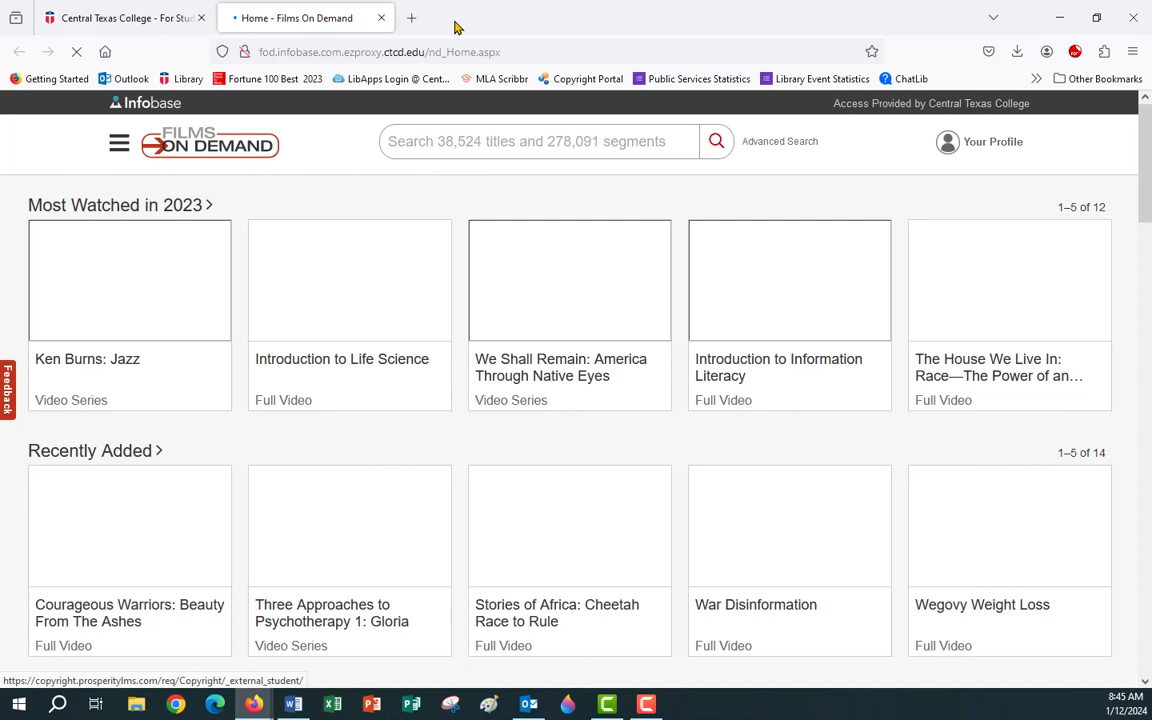 Central Texas College - For Stud
Home - Films On Demand
fod.infobase.com.ezproxy.ctcd.edu/nd_Home.aspx
Getting Started
Outlook
Library
Fortune 100 Best 2023
LibApps Login @ Cent...
MLA Scribbr
Copyright Portal
Public Services Statistics
Library Event Statistics
ChatLib
Other Bookmarks
Infobase
Access Provided by Central Texas College
FILMS
ON DEMAND
Search 38,524 titles and 278,091 segments
Advanced Search
Your Profile
Most Watched in 2023 >
1–5 of 12
Ken Burns: Jazz
Video Series
Introduction to Life Science
Full Video
We Shall Remain: America
Through Native Eyes
Video Series
Introduction to Information
Literacy
Full Video
The House We Live In:
Race—The Power of an…
Full Video
Feedback
Recently Added >
1–5 of 14
Courageous Warriors: Beauty
From The Ashes
Full Video
Three Approaches to
Psychotherapy 1: Gloria
Video Series
Stories of Africa: Cheetah
Race to Rule
Full Video
War Disinformation
Full Video
Wegovy Weight Loss
Full Video
https://copyright.prosperitylms.com/req/Copyright/_external_student/
8:45 AM
1/12/2024